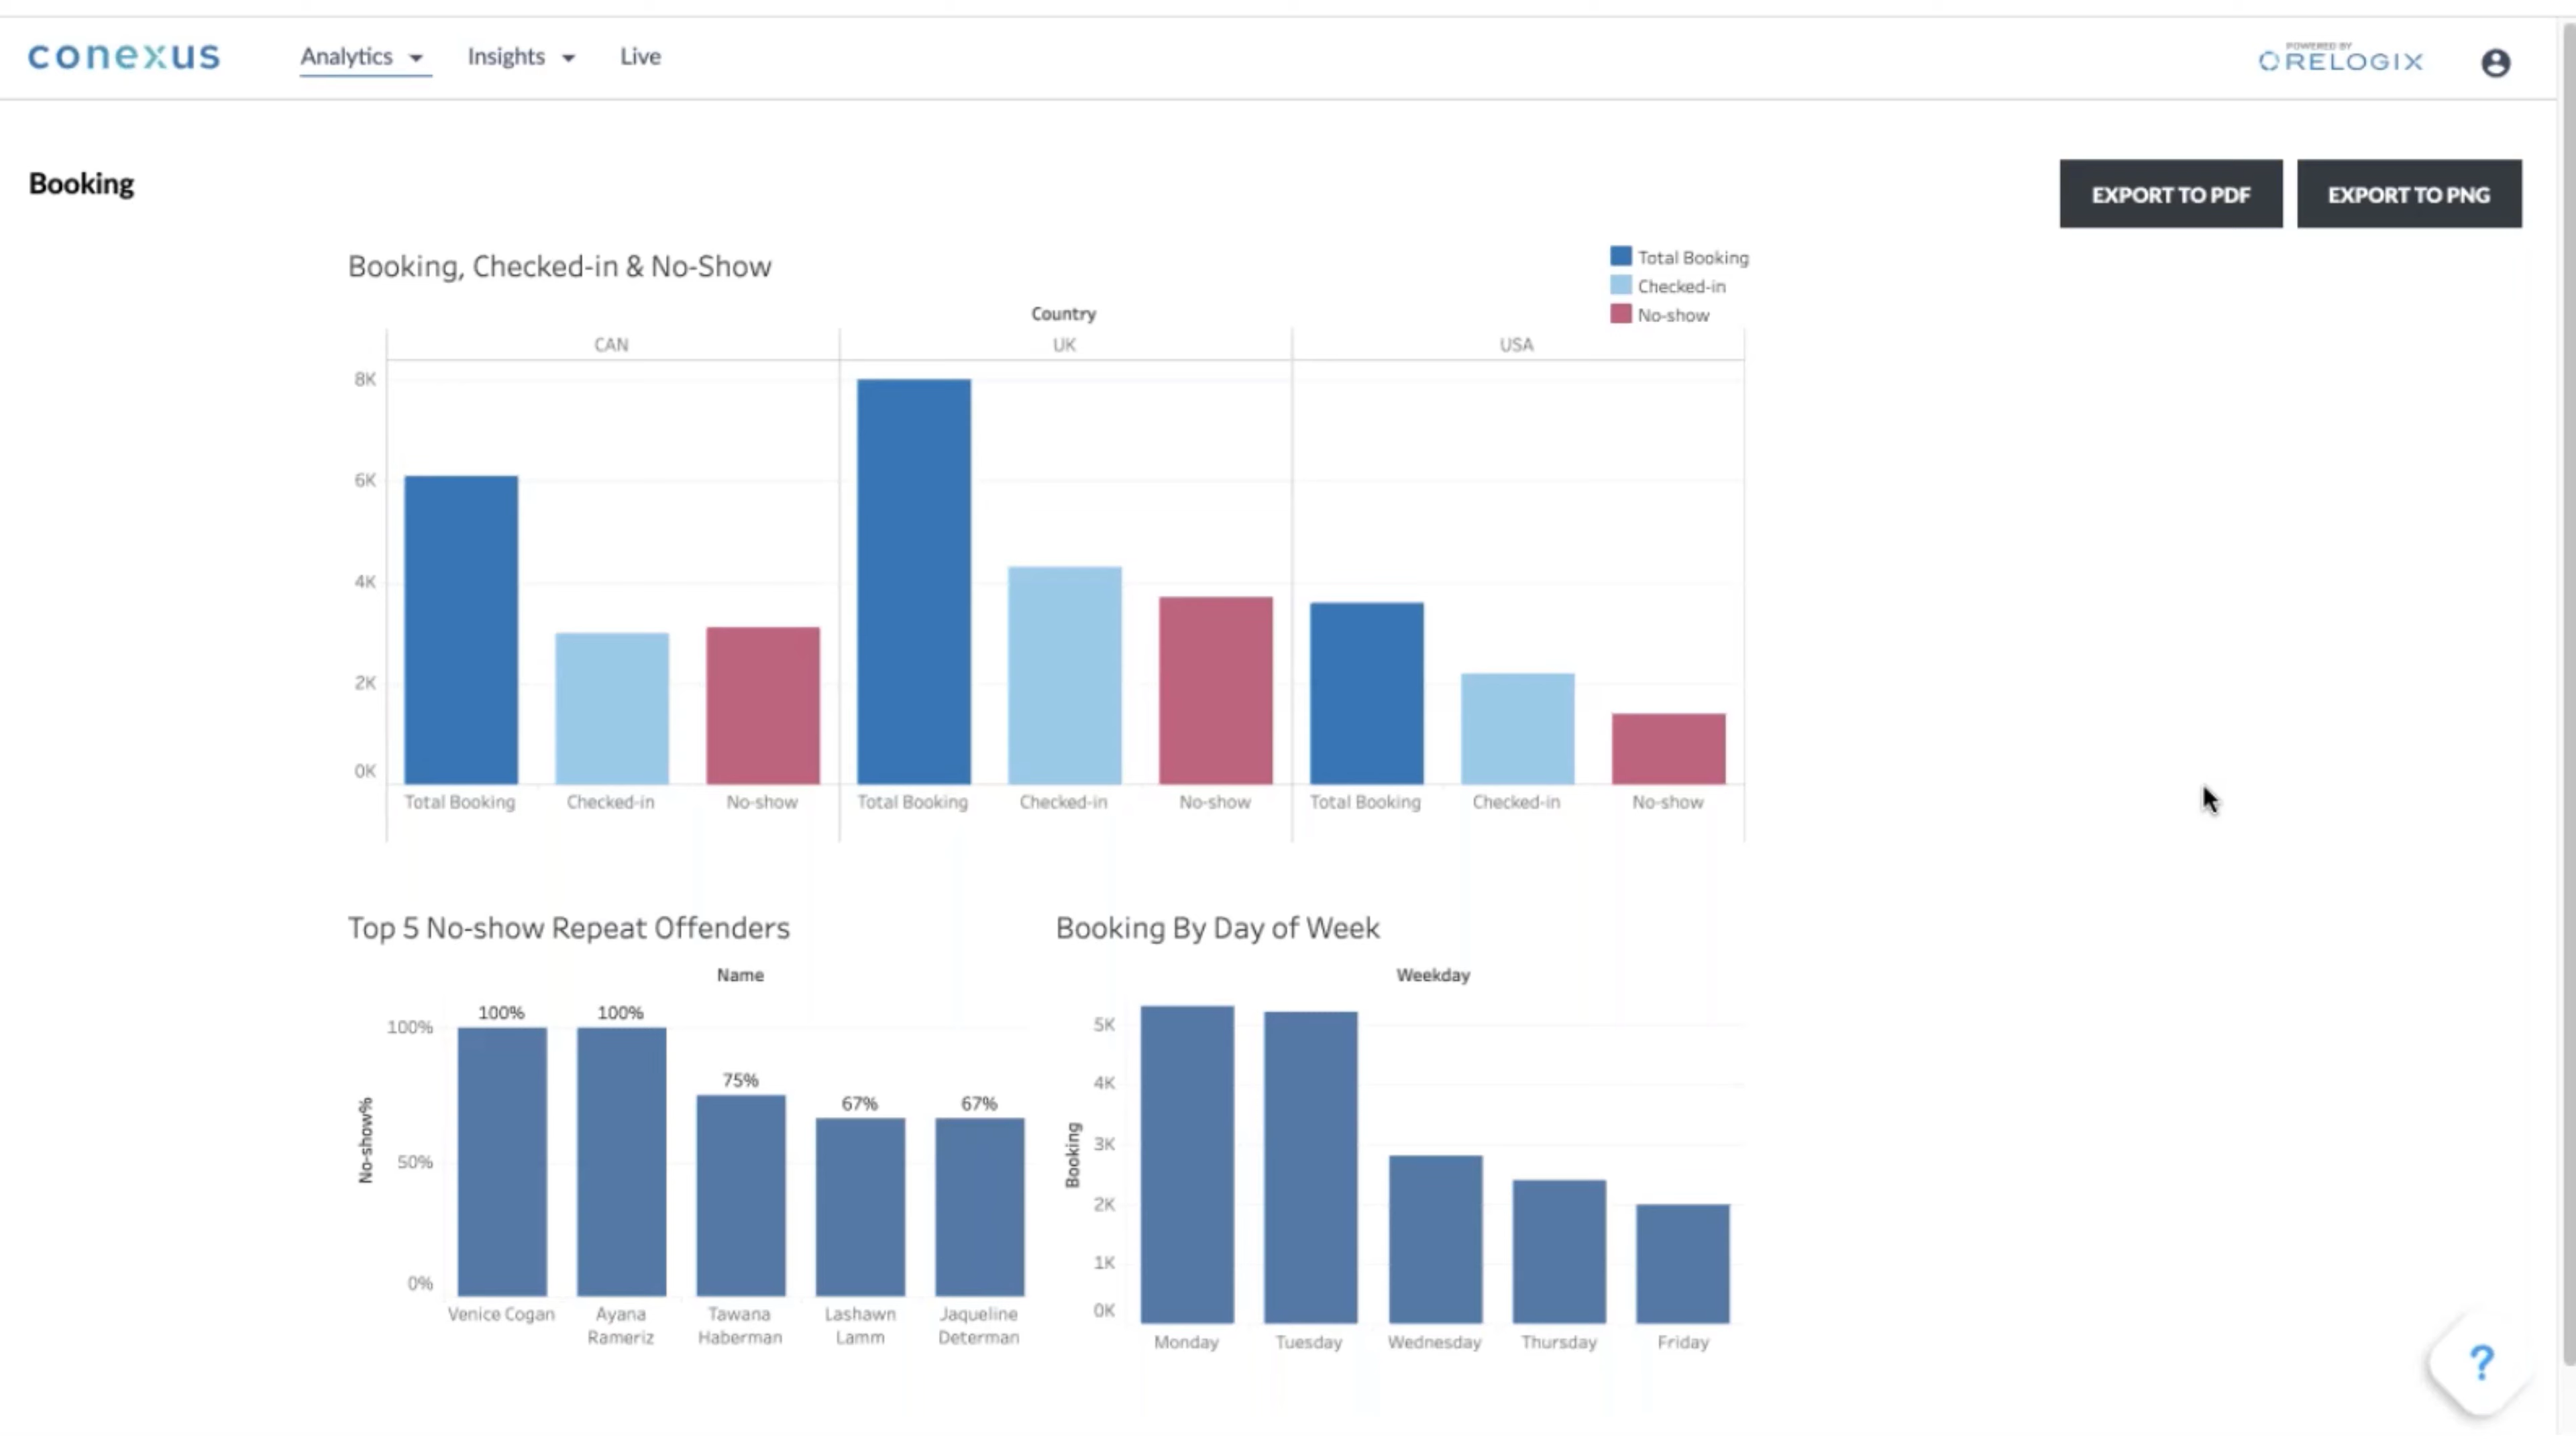 conexus Analytics Insights Live POWERED BY RELOGIX
Booking EXPORT TO PDF EXPORT TO PNG
Booking, Checked-in & No-Show
Total Booking
Checked-in
No-show
Country
CAN UK USA
8K
6K
4K
2K
0K
Total Booking Checked-in No-show Total Booking Checked-in No-show Total Booking Checked-in No-show
Top 5 No-show Repeat Offenders
Name
No-show%
100%
50%
0%
100% 100% 75% 67% 67%
Venice Cogan Ayana Rameriz Tawana Haberman Lashawn Lamm Jaqueline Determan
Booking By Day of Week
Weekday
Booking
5K
4K
3K
2K
1K
0K
Monday Tuesday Wednesday Thursday Friday
?